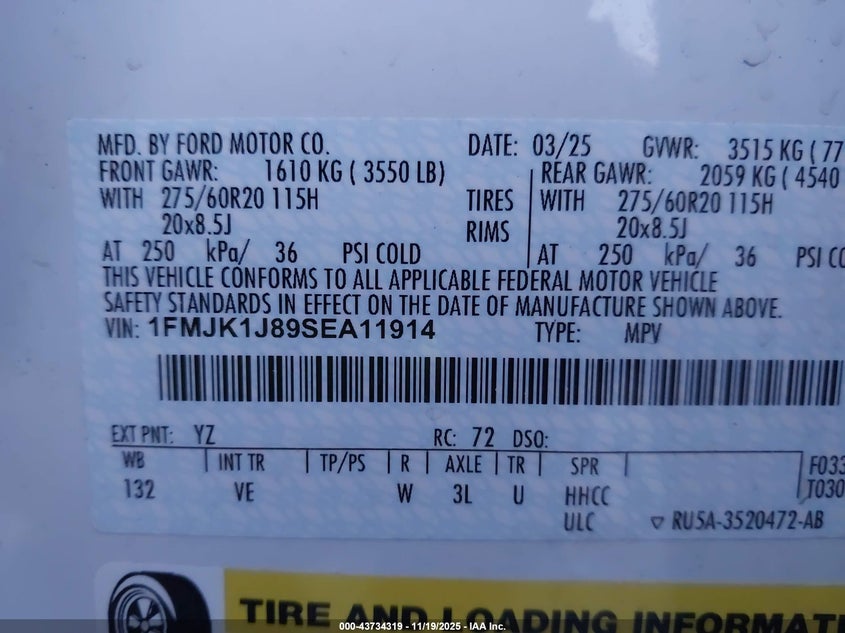 MFD. BY FORD MOTOR CO. DATE: 03/25 GVWR: 3515 KG ( 77
FRONT GAWR: 1610 KG ( 3550 LB) REAR GAWR: 2059 KG ( 4540
WITH 275/60R20 115H TIRES WITH 275/60R20 115H
20x8.5J RIMS 20x8.5J
AT 250 kPa/ 36 PSI COLD AT 250 kPa/ 36 PSI CO
THIS VEHICLE CONFORMS TO ALL APPLICABLE FEDERAL MOTOR VEHICLE
SAFETY STANDARDS IN EFFECT ON THE DATE OF MANUFACTURE SHOWN ABOVE.
VIN: 1FMJK1J89SEA11914 TYPE: MPV
EXT PNT: YZ RC: 72 DSO:
WB INT TR TP/PS R AXLE TR SPR F033
132 VE W 3L U HHCC T030
ULC RU5A-3520472-AB
TIRE AND LOADING INFORMAT
000-43734319 - 11/19/2025 - IAA Inc.